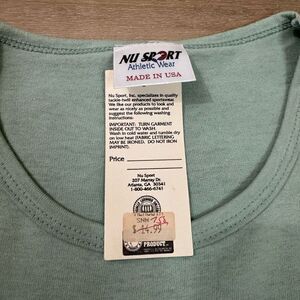 NU SPORT
Athletic Wear
MADE IN USA
Nu Sport, Inc. specializes in quality
tackle-twill enhanced sportswear.
We like our products to look and
wear as nicely as possible and
suggest the following washing
instructions.
IMPORTANT: TURN GARMENT
INSIDE OUT TO WASH.
Wash in cold water and tumble dry
on low heat (FABRIC LETTERING
MAY BE IRONED. DO NOT IRON
IMPRINT).
Price
Nu Sport
207 Murray Dr.
Atlanta, GA 30341
1-800-466-6741
$ 14.99
PRODUCT